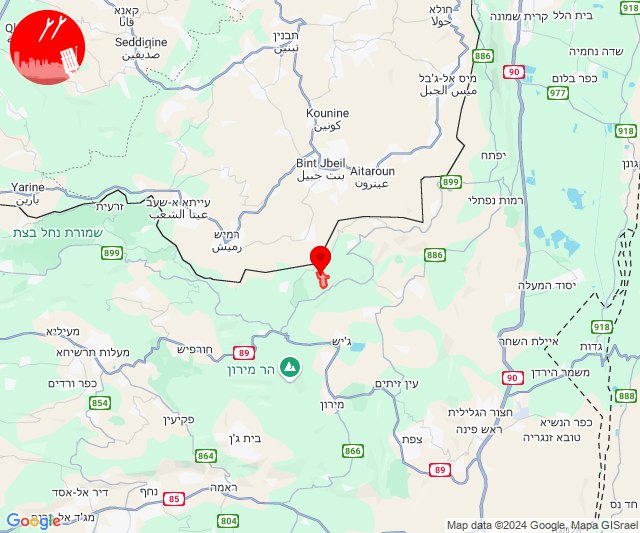 קאנא
قانا
חולא
حولا
918
Seddiqine
صديقين
תבנין
تبنين
קרית שמונה
בית הלל
886
שדה נחמיה
מיס אל-ג'בל
ميس الجبل
90
כפר בלום
977
Kounine
كونين
918
יפתח
גונן
Bint Jbeil
بنت جبيل
Aitaroun
عيترون
899
Yarine
يارين
זרעית
עייתא א-שעב
عيتا الشعب
רמות נפתלי
רמיש
رميش
שמורת נחל בצת
899
886
יסוד המעלה
918
מעיליא
מעלות תרשיחא
חורפיש
89
ג'יש
איילת השחר
גדות
הר מירון
משמר הירדן
90
כפר ורדים
עין זיתים
888
854
מירון
חצור הגלילית
ראש פינה
כפר הנשיא
טובא זנגריה
פקיעין
בית ג'ן
צפת
866
864
89
ראמה
85
נחף
דיר אל-אסד
מג'ד אל-כרום
804
חד נס
Google
Map data ©2024 Google, Mapa GISrael